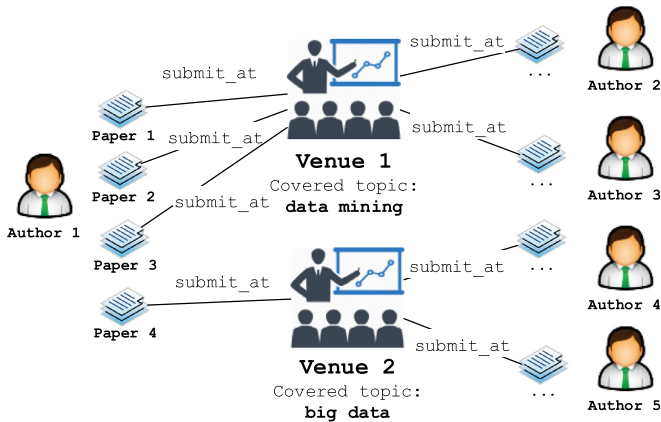 submit_at
submit_at
...
Author 2
Paper 1
submit_at
submit_at
Venue 1
Covered topic:
data mining
...
Author 3
Paper 2
Author 1
submit_at
Paper 3
submit_at
submit_at
...
Author 4
Paper 4
submit_at
Venue 2
Covered topic:
big data
...
Author 5